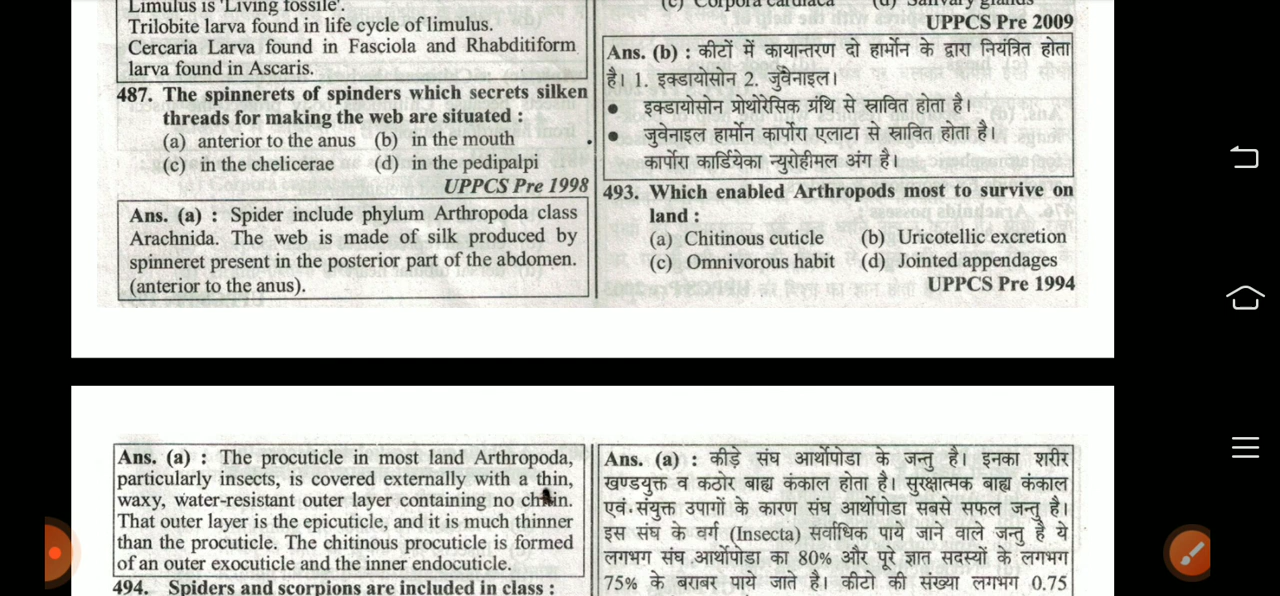 Limulus is 'Living fossile'.
Trilobite larva found in life cycle of limulus.
Cercaria Larva found in Fasciola and Rhabditiform
larva found in Ascaris.
487. The spinnerets of spinders which secrets silken
threads for making the web are situated :
(a) anterior to the anus (b) in the mouth
(c) in the chelicerae (d) in the pedipalpi
UPPCS Pre 1998
Ans. (a) : Spider include phylum Arthropoda class
Arachnida. The web is made of silk produced by
spinneret present in the posterior part of the abdomen.
(anterior to the anus).
(c) Corpora cardiaca (d) Salivary glands
UPPCS Pre 2009
Ans. (b) : कीटों में कायान्तरण दो हार्मोन के द्वारा नियंत्रित होता
है। 1. इक्डायोसोन 2. जुवेनाइल।
• इक्डायोसोन प्रोथोरेसिक ग्रंथि से स्रावित होता है।
• जुवेनाइल हार्मोन कार्पोरा एलाटा से स्रावित होता है।
कार्पोरा कार्डियेका न्युरोहीमल अंग है।
493. Which enabled Arthropods most to survive on
land :
(a) Chitinous cuticle (b) Uricotellic excretion
(c) Omnivorous habit (d) Jointed appendages
UPPCS Pre 1994
Ans. (a) : The procuticle in most land Arthropoda,
particularly insects, is covered externally with a thin,
waxy, water-resistant outer layer containing no
That outer layer is the epicuticle, and it is much thinner
than the procuticle. The chitinous procuticle is formed
of an outer exocuticle and the inner endocuticle.
494. Spiders and scorpions are included in class :
Ans. (a) : कीड़े संघ आर्थोपोडा के जन्तु है। इनका शरीर
खण्डयुक्त व कठोर बाह्य कंकाल होता है। सुरक्षात्मक बाह्य कंकाल
एवं संयुक्त उपागों के कारण संघ आर्थोपोडा सबसे सफल जन्तु है।
इस संघ के वर्ग (Insecta) सर्वाधिक पाये जाने वाले जन्तु है ये
लगभग संघ आर्थोपोडा का 80% और पूरे ज्ञात सदस्यों के लगभग
75% के बराबर पाये जाते है। कीटो की संख्या लगभग 0.75